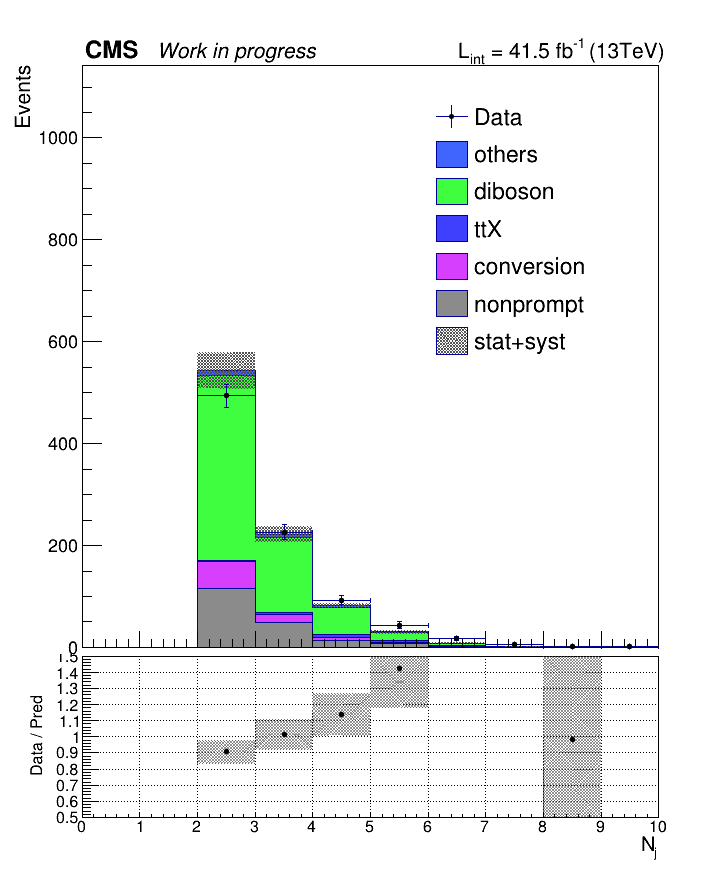 CMS Work in progress L_int = 41.5 fb^-1 (13TeV)
Events
1000
800
600
400
200
0
Data
others
diboson
ttX
conversion
nonprompt
stat+syst
Data / Pred
1.5
1.4
1.3
1.2
1.1
1
0.9
0.8
0.7
0.6
0.5
0 1 2 3 4 5 6 7 8 9 10
N_j